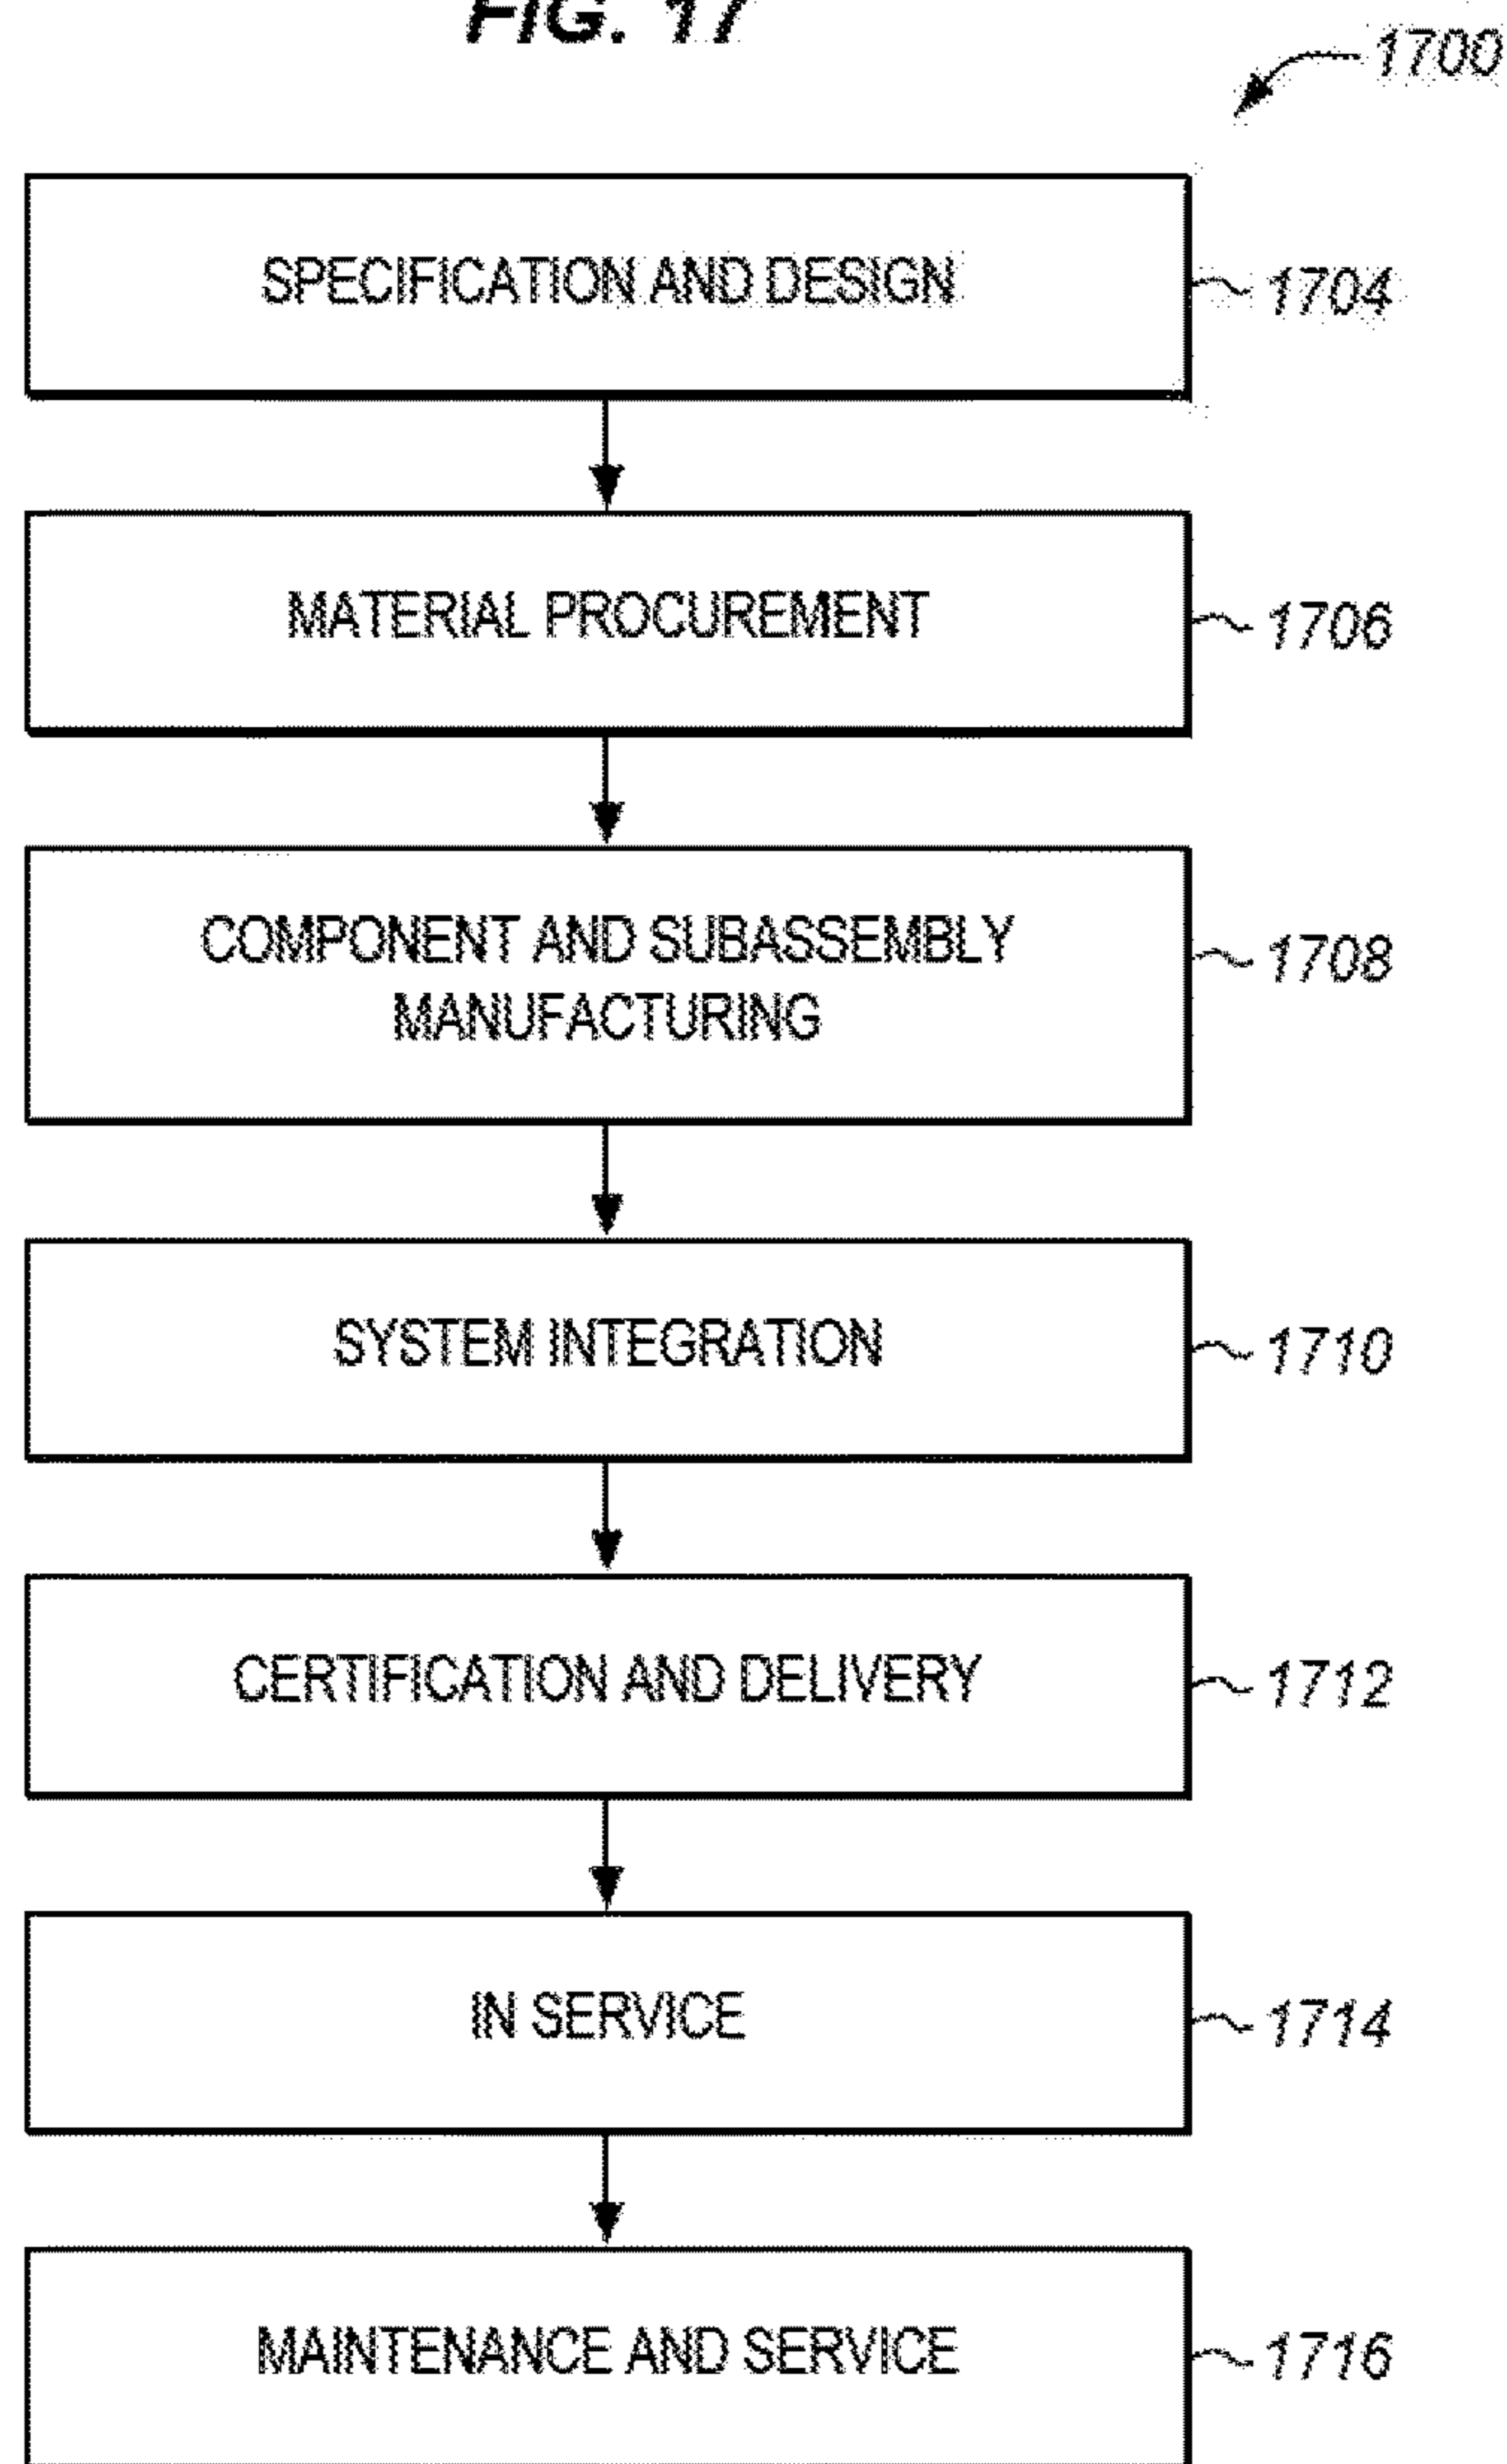 FIG. 17
1700
SPECIFICATION AND DESIGN
1704
MATERIAL PROCUREMENT
1706
COMPONENT AND SUBASSEMBLY
MANUFACTURING
1708
SYSTEM INTEGRATION
1710
CERTIFICATION AND DELIVERY
1712
IN SERVICE
1714
MAINTENANCE AND SERVICE
1716